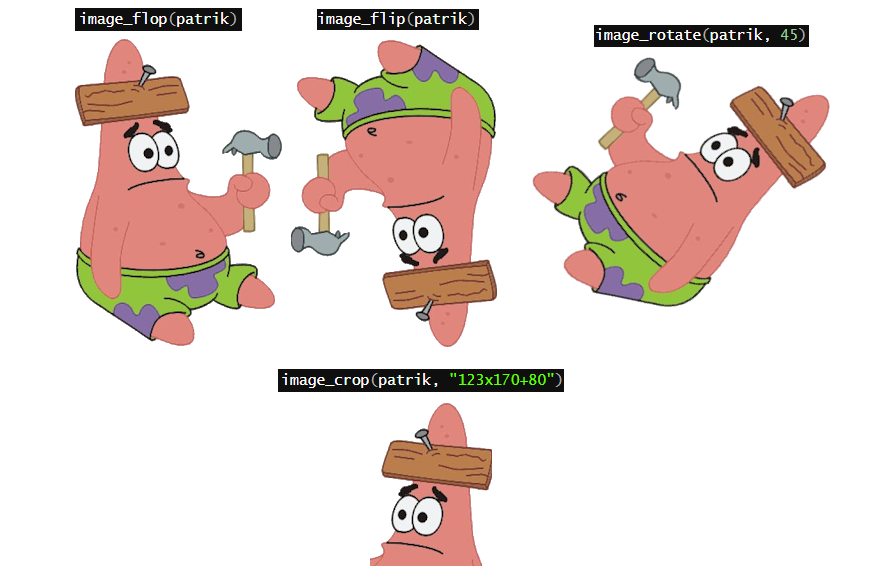 image_flop(patrik)
image_flip(patrik)
image_rotate(patrik, 45)
image_crop(patrik, "123x170+80")